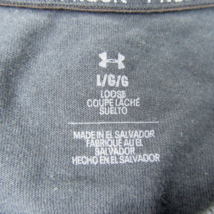 L/G/G
LOOSE
COUPE LÂCHE
SUELTO
MADE IN EL SALVADOR
FABRIQUÉ AU EL
SALVADOR
HECHO EN EL SALVADOR